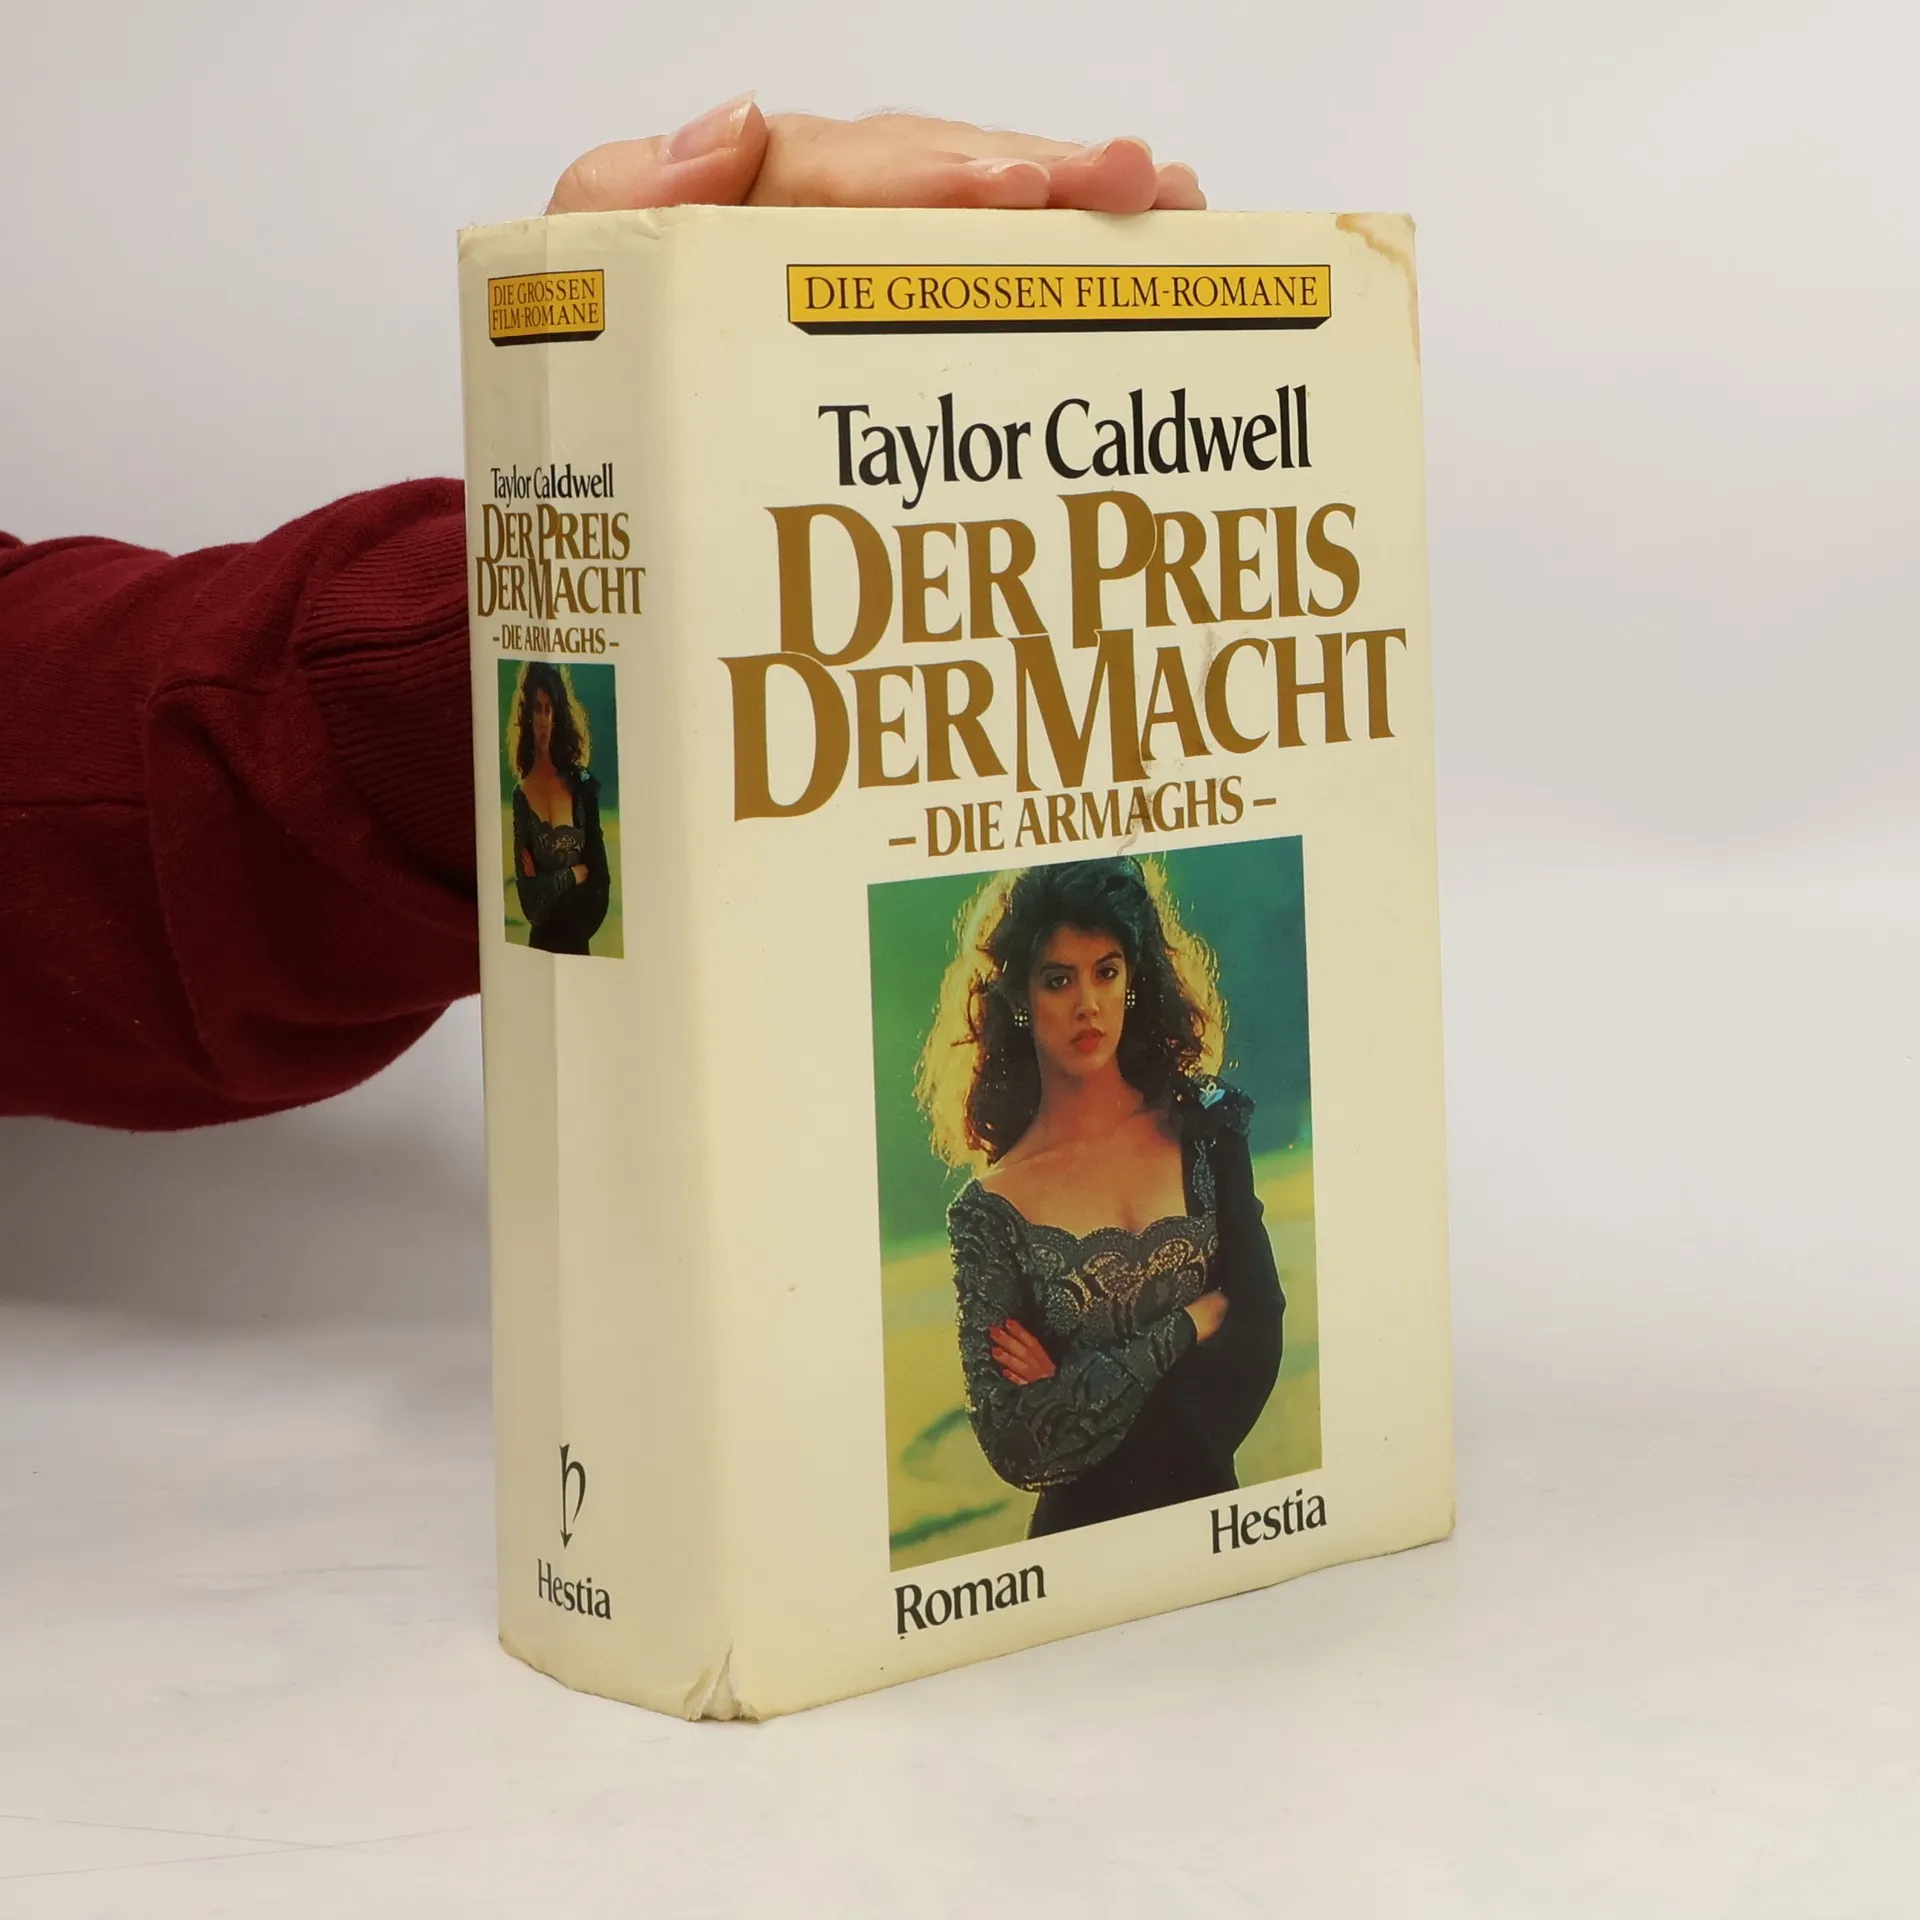 DIE GROSSEN
FILM-ROMANE
Taylor Caldwell
DER PREIS
DER MACHT
– DIE ARMAGHS –
h
Hestia
DIE GROSSEN FILM-ROMANE
Taylor Caldwell
DER PREIS
DER MACHT
– DIE ARMAGHS –
Roman
Hestia